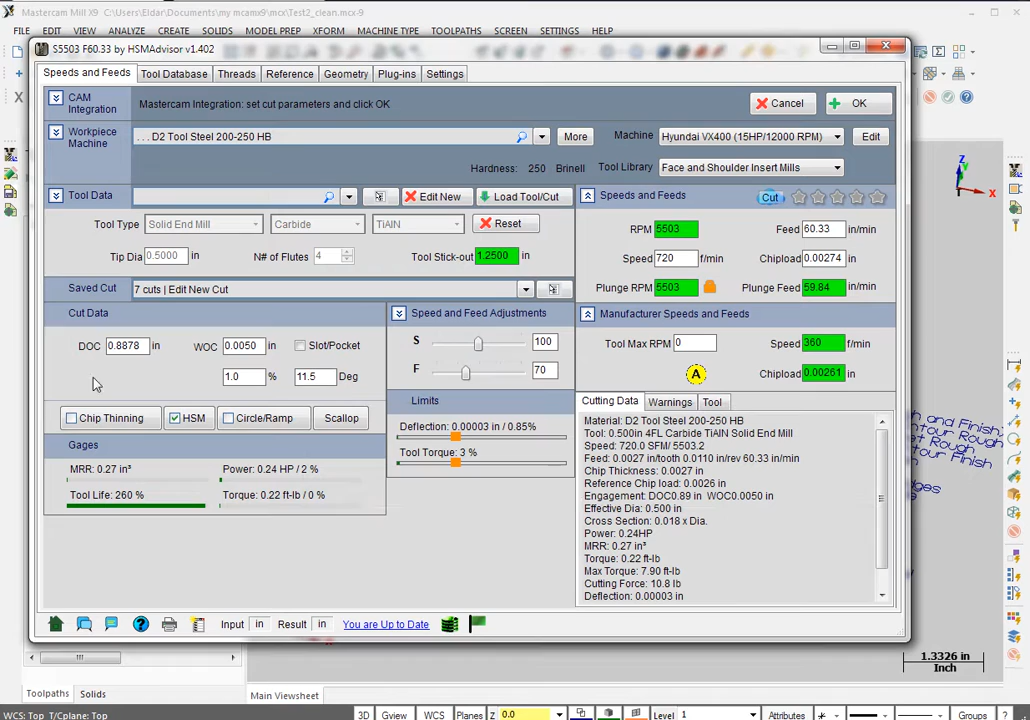 Mastercam Mill X9 C:\Users\Eldar\Documents\my mcamx9\mcx\Test2_clean.mcx-9
FILE EDIT VIEW ANALYZE CREATE SOLIDS MODEL PREP XFORM MACHINE TYPE TOOLPATHS SCREEN SETTINGS HELP
S5503 F60.33 by HSMAdvisor v1.402
Speeds and Feeds Tool Database Threads Reference Geometry Plug-ins Settings
CAM Integration Mastercam Integration: set cut parameters and click OK Cancel OK
Workpiece Machine ... D2 Tool Steel 200-250 HB More Machine Hyundai VX400 (15HP/12000 RPM) Edit
Hardness: 250 Brinell Tool Library Face and Shoulder Insert Mills
Tool Data Edit New Load Tool/Cut Speeds and Feeds Cut
Tool Type Solid End Mill Carbide TiAlN Reset RPM 5503 Feed 60.33 in/min
Tip Dia 0.5000 in N# of Flutes 4 Tool Stick-out 1.2500 in Speed 720 f/min Chipload 0.00274 in
Saved Cut 7 cuts | Edit New Cut Plunge RPM 5503 Plunge Feed 59.84 in/min
Cut Data Speed and Feed Adjustments Manufacturer Speeds and Feeds
DOC 0.8878 in WOC 0.0050 in Slot/Pocket S 100 Tool Max RPM 0 Speed 360 f/min
1.0 % 11.5 Deg F 70 A Chipload 0.00261 in
Chip Thinning HSM Circle/Ramp Scallop
Limits
Deflection: 0.00003 in / 0.85%
Tool Torque: 3 %
Gages
MRR: 0.27 in³ Power: 0.24 HP / 2 %
Tool Life: 260 % Torque: 0.22 ft-lb / 0 %
Cutting Data Warnings Tool
Material: D2 Tool Steel 200-250 HB
Tool: 0.500in 4FL Carbide TiAlN Solid End Mill
Speed: 720.0 SFM/ 5503.2
Feed: 0.0027 in/tooth 0.0110 in/rev 60.33 in/min
Chip Thickness: 0.0027 in
Reference Chip load: 0.0026 in
Engagement: DOC0.89 in WOC0.0050 in
Effective Dia: 0.500 in
Cross Section: 0.018 x Dia.
Power: 0.24HP
MRR: 0.27 in³
Torque: 0.22 ft-lb
Max Torque: 7.90 ft-lb
Cutting Force: 10.8 lb
Deflection: 0.00003 in
Input in Result in You are Up to Date
and Finish
Contour Rough
Rough
Contour Finish
1.3326 in
Inch
Toolpaths Solids Main Viewsheet
WCS: Top T/Cplane: Top 3D Gview WCS Planes Z 0.0 Level 1 Attributes Groups ?